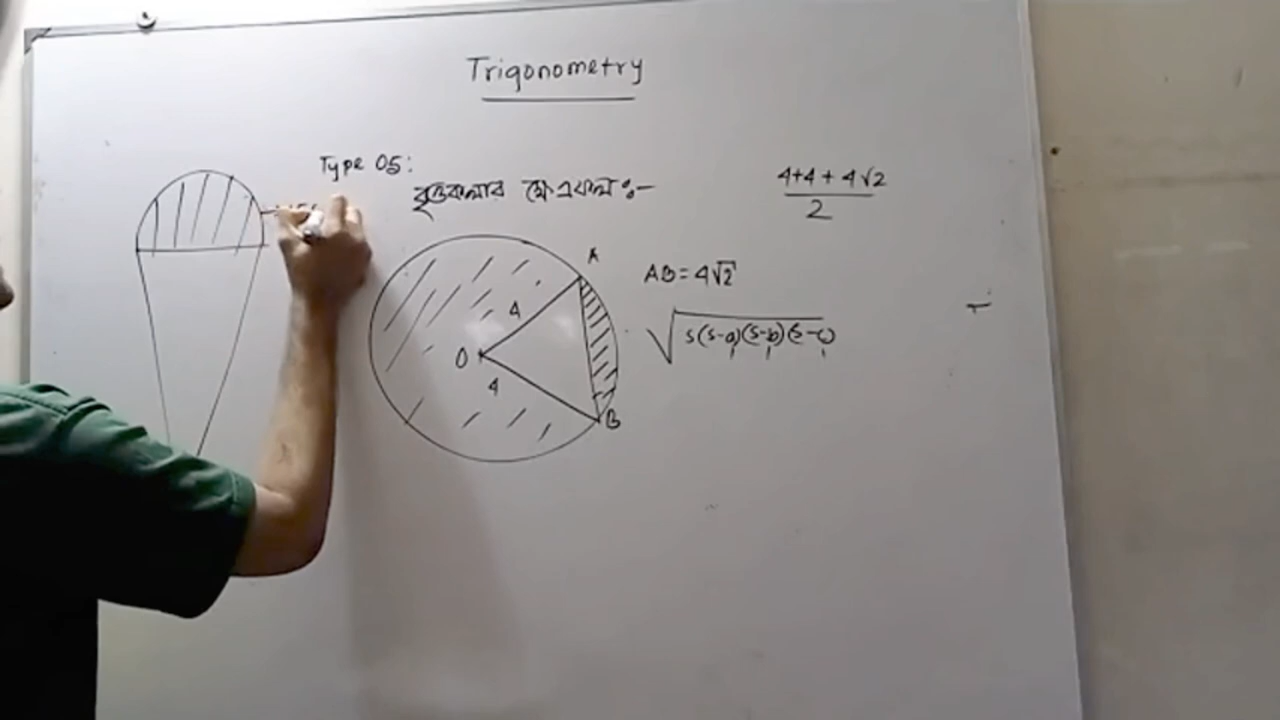 Trigonometry
Type 05:
বৃত্তকলার ক্ষেত্রফল :-
4+4+4√2
2
A
AB=4√2
4
√s(s-a)(s-b)(s-c)
O
4
B